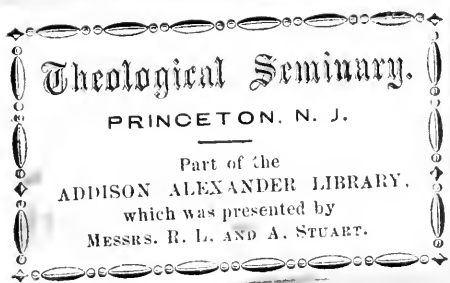 Theological Seminary.
PRINCETON, N. J.
Part of the
ADDISON ALEXANDER LIBRARY,
which was presented by
MESSRS. R. L. AND A. STUART.